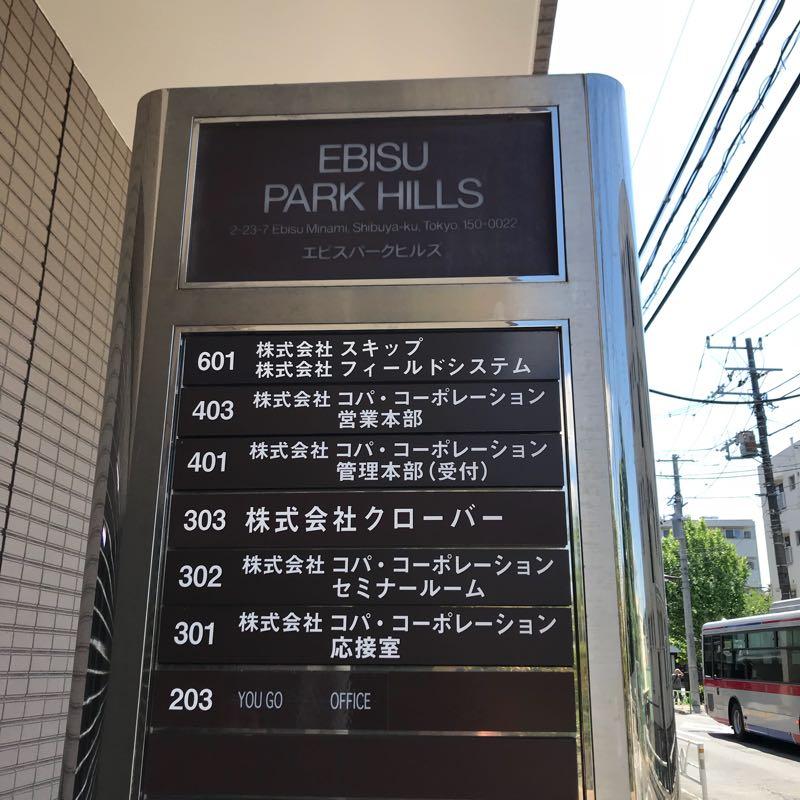 EBISU
PARK HILLS
2-23-7 Ebisu Minami, Shibuya-ku, Tokyo, 150-0022
エビスパークヒルズ
601 株式会社 スキップ
株式会社 フィールドシステム
403 株式会社 コパ・コーポレーション
営業本部
401 株式会社 コパ・コーポレーション
管理本部(受付)
303 株式会社クローバー
302 株式会社 コパ・コーポレーション
セミナールーム
301 株式会社 コパ・コーポレーション
応接室
203 YOU GO OFFICE